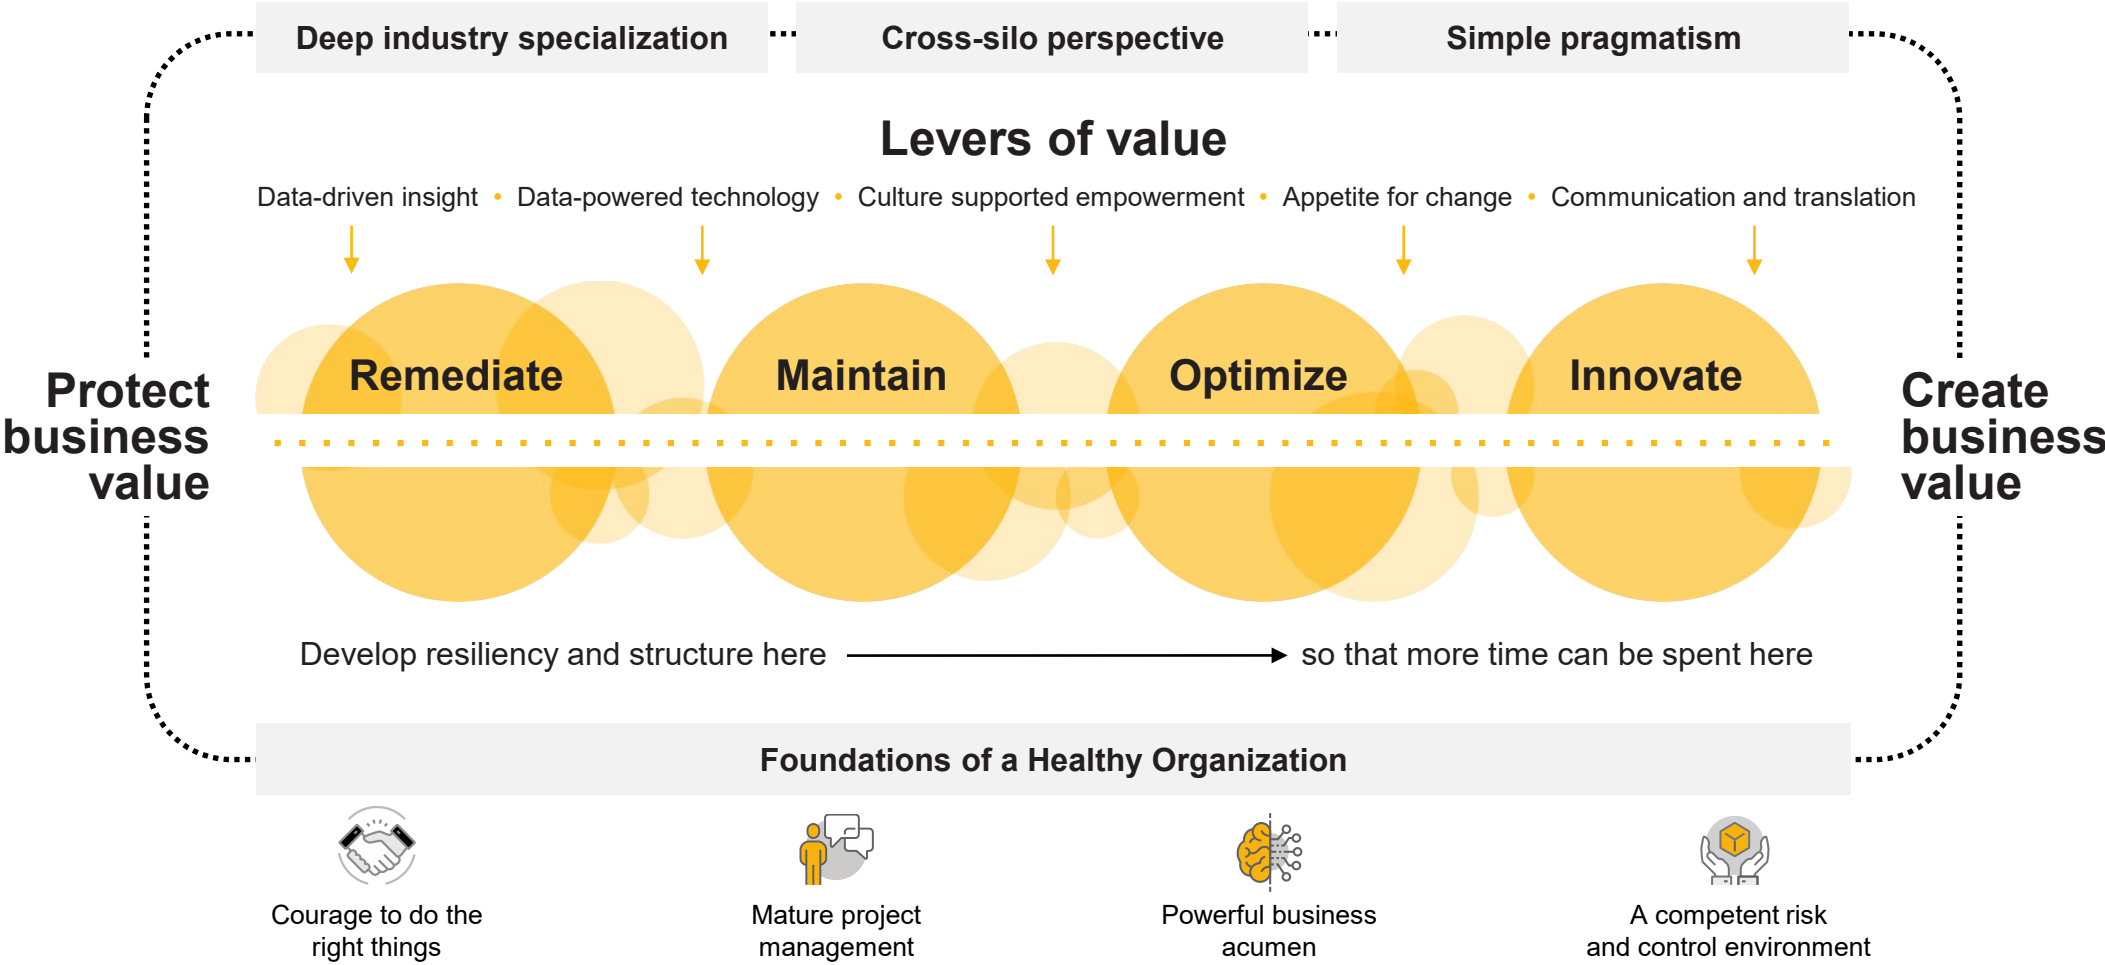 Deep industry specialization
Cross-silo perspective
Simple pragmatism
Levers of value
Data-driven insight • Data-powered technology • Culture supported empowerment • Appetite for change • Communication and translation
Protect
business
value
Remediate
Maintain
Optimize
Innovate
Create
business
value
Develop resiliency and structure here
so that more time can be spent here
Foundations of a Healthy Organization
Courage to do the
right things
Mature project
management
Powerful business
acumen
A competent risk
and control environment